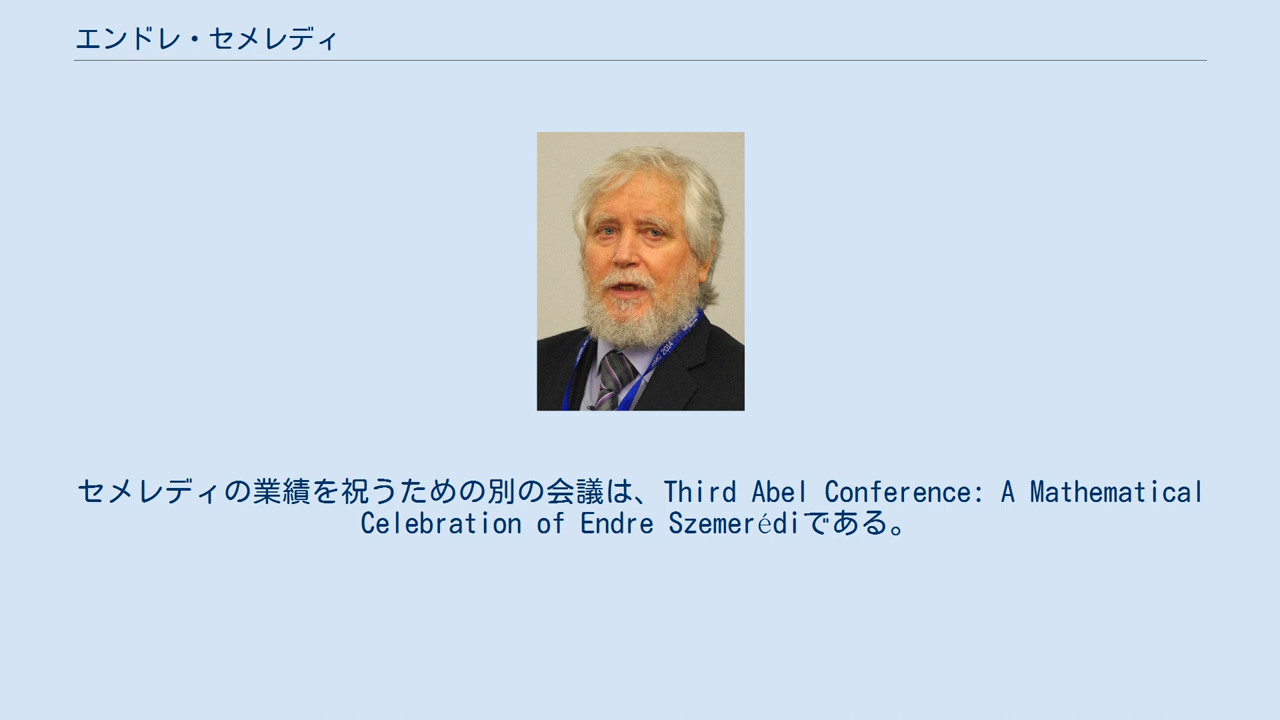 エンドレ・セメレディ
IMC 2014
セメレディの業績を祝うための別の会議は、Third Abel Conference: A Mathematical
Celebration of Endre Szemerédiである。